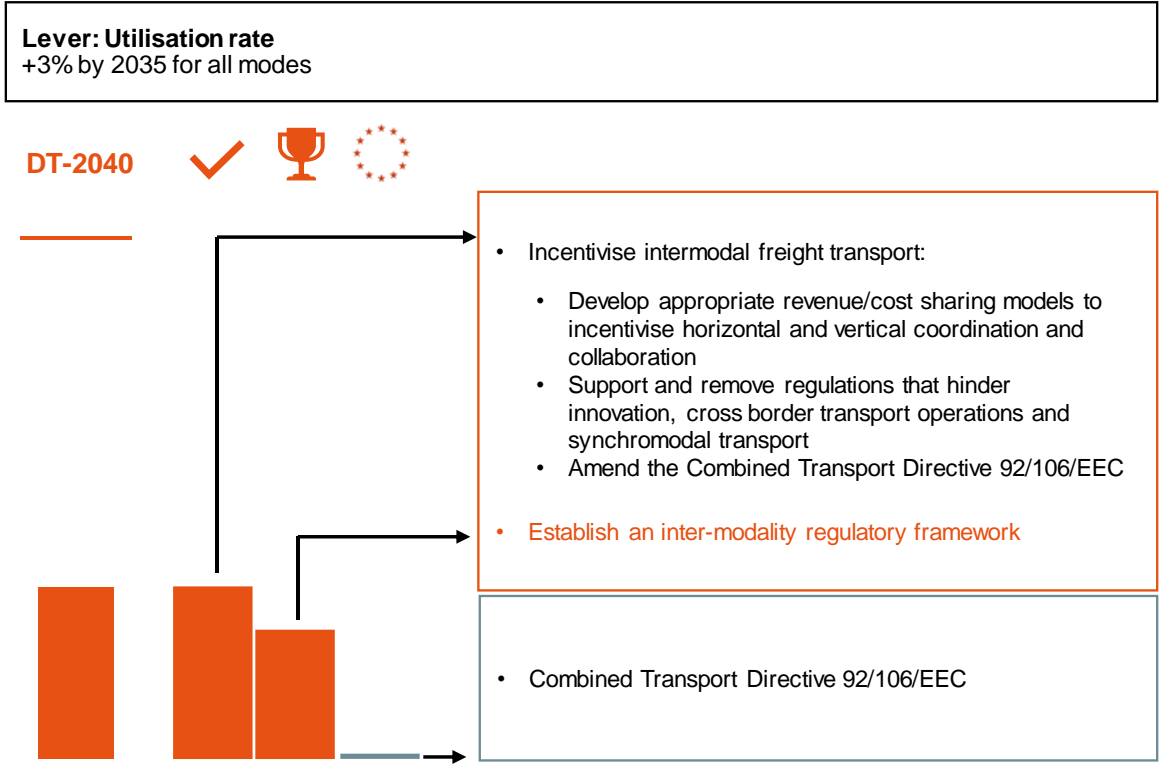 Lever: Utilisation rate
+3% by 2035 for all modes
DT-2040
• Incentivise intermodal freight transport:
• Develop appropriate revenue/cost sharing models to
incentivise horizontal and vertical coordination and
collaboration
• Support and remove regulations that hinder
innovation, cross border transport operations and
synchromodal transport
• Amend the Combined Transport Directive 92/106/EEC
• Establish an inter-modality regulatory framework
• Combined Transport Directive 92/106/EEC